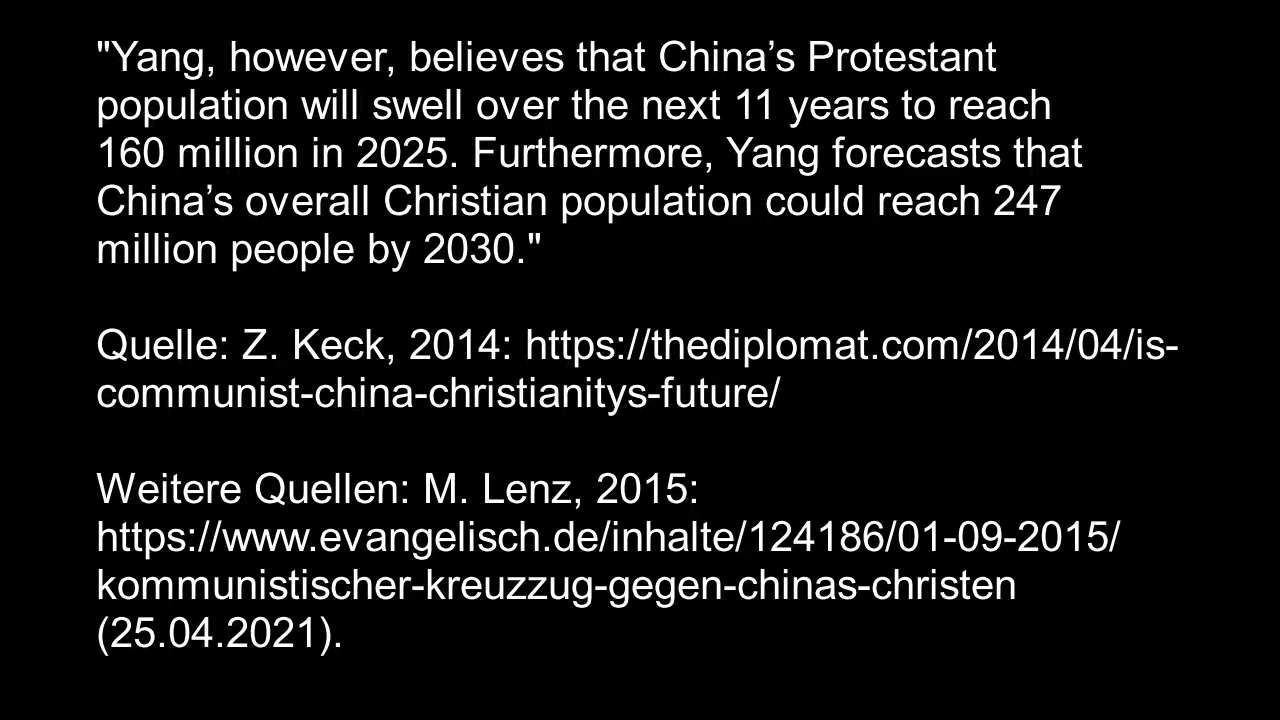 "Yang, however, believes that China’s Protestant
population will swell over the next 11 years to reach
160 million in 2025. Furthermore, Yang forecasts that
China’s overall Christian population could reach 247
million people by 2030."
Quelle: Z. Keck, 2014: https://thediplomat.com/2014/04/is-
communist-china-christianitys-future/
Weitere Quellen: M. Lenz, 2015:
https://www.evangelisch.de/inhalte/124186/01-09-2015/
kommunistischer-kreuzzug-gegen-chinas-christen
(25.04.2021).